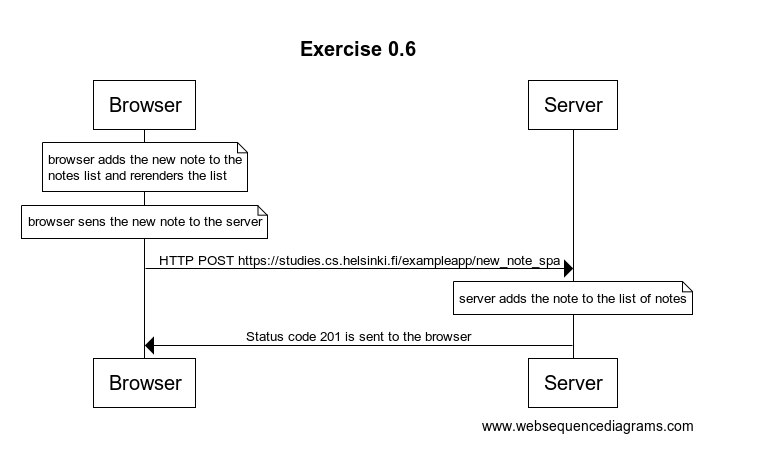 Exercise 0.6
Browser
Server
browser adds the new note to the
notes list and rerenders the list
browser sens the new note to the server
HTTP POST https://studies.cs.helsinki.fi/exampleapp/new_note_spa
server adds the note to the list of notes
Status code 201 is sent to the browser
Browser
Server
www.websequencediagrams.com